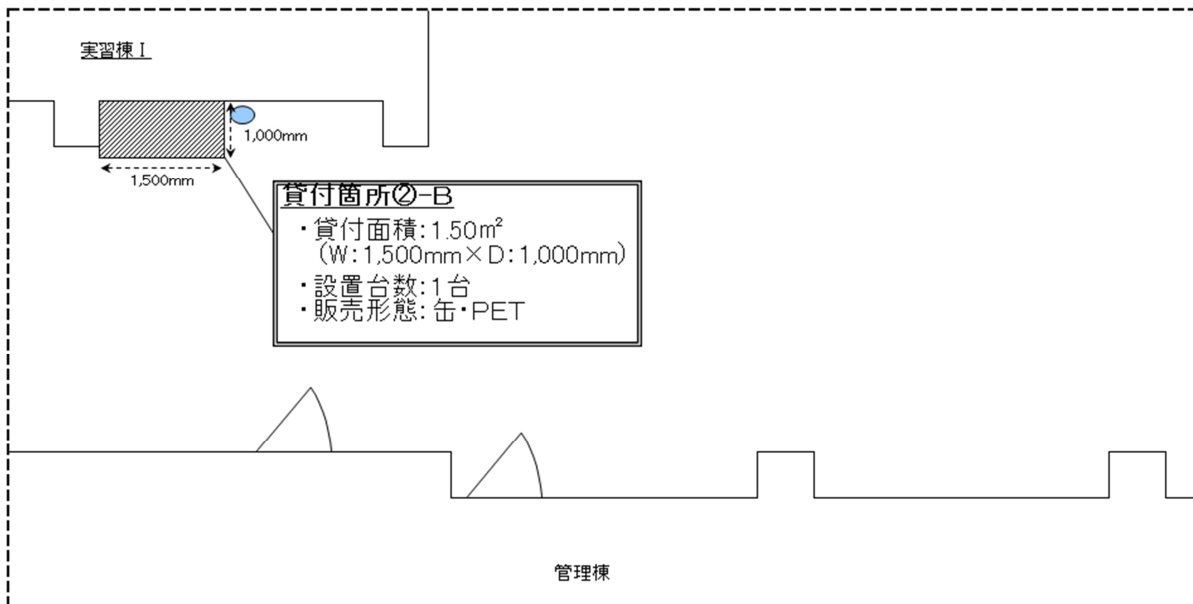 実習棟Ⅰ
1,000mm
1,500mm
貸付箇所②-B
・貸付面積:1.50㎡
(W:1,500mm×D:1,000mm)
・設置台数:1台
・販売形態:缶・PET
管理棟